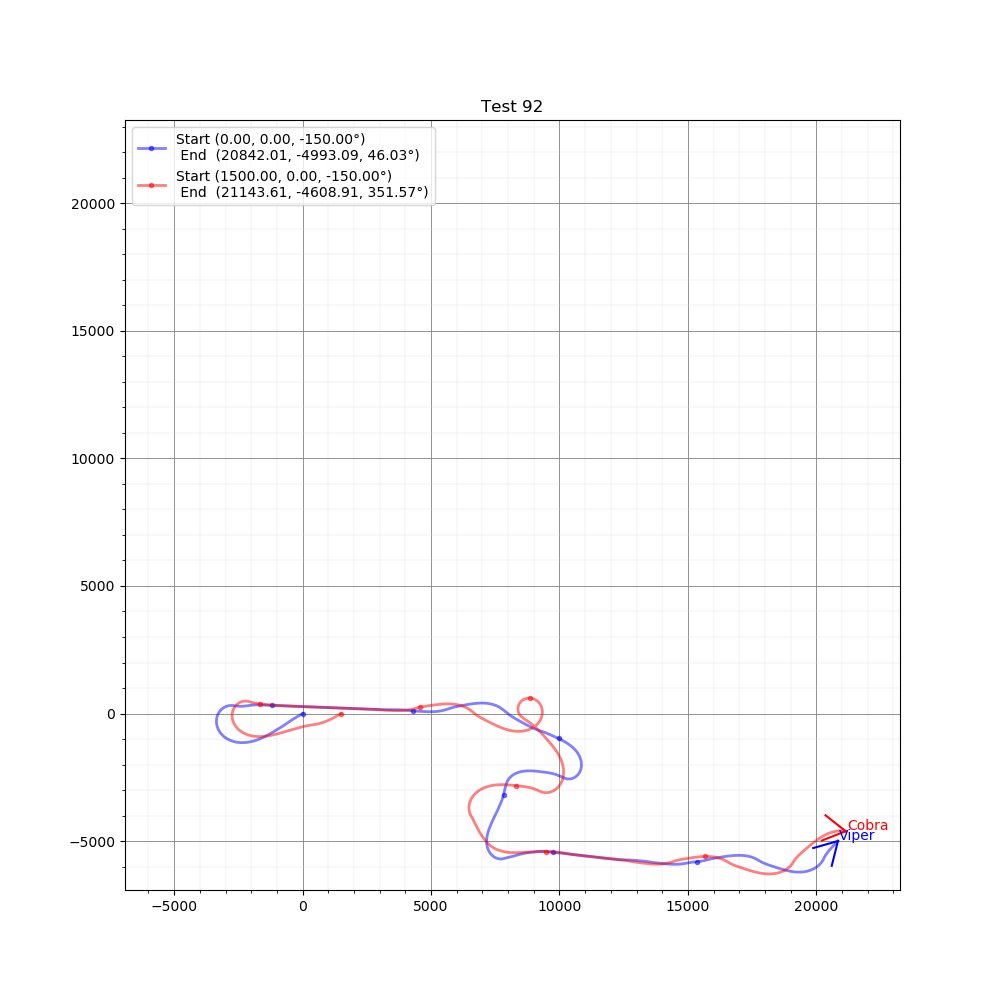 Test 92
Start (0.00, 0.00, -150.00°)
End  (20842.01, -4993.09, 46.03°)
Start (1500.00, 0.00, -150.00°)
End  (21143.61, -4608.91, 351.57°)
20000
15000
10000
5000
0
−5000
Cobra
Viper
−5000
0
5000
10000
15000
20000